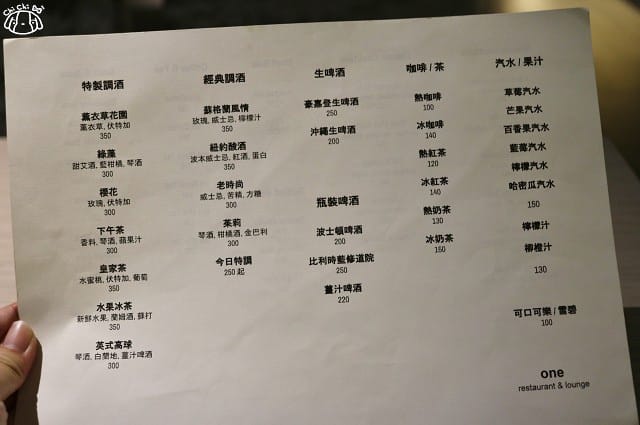 Chi Chi Bo!
特製調酒
薰衣草花園
薰衣草, 伏特加
350
綠藻
甜艾酒, 藍柑橘, 琴酒
300
櫻花
玫瑰, 伏特加
300
下午茶
香料, 琴酒, 蘋果汁
300
皇家茶
水蜜桃, 伏特加, 葡萄
350
水果冰茶
新鮮水果, 蘭姆酒, 蘇打
350
英式高球
琴酒, 白蘭地, 薑汁啤酒
300
經典調酒
蘇格蘭風情
玫瑰, 威士忌, 檸檬汁
350
紐約酸酒
波本威士忌, 紅酒, 蛋白
350
老時尚
威士忌, 苦精, 方糖
300
茉莉
琴酒, 柑橘酒, 金巴利
300
今日特調
250 起
生啤酒
豪嘉登生啤酒
250
沖繩生啤酒
200
瓶裝啤酒
波士頓啤酒
200
比利時藍修道院
250
薑汁啤酒
220
咖啡 / 茶
熱咖啡
100
冰咖啡
140
熱紅茶
120
冰紅茶
140
熱奶茶
130
冰奶茶
150
汽水 / 果汁
草莓汽水
芒果汽水
百香果汽水
藍莓汽水
檸檬汽水
哈密瓜汽水
150
檸檬汁
柳橙汁
130
可口可樂 / 雪碧
100
one
restaurant & lounge